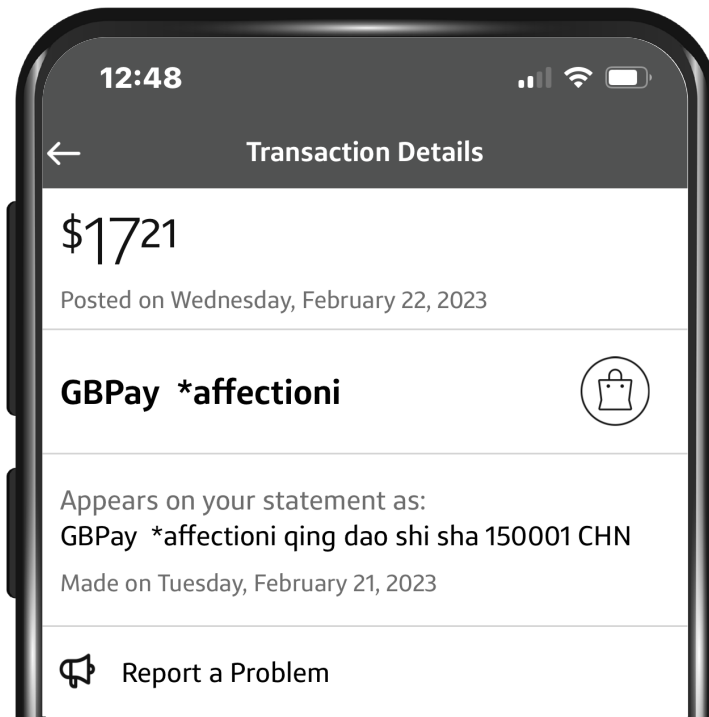 12:48
Transaction Details
$1721
Posted on Wednesday, February 22, 2023
GBPay *affectioni
Appears on your statement as:
GBPay *affectioni qing dao shi sha 150001 CHN
Made on Tuesday, February 21, 2023
Report a Problem